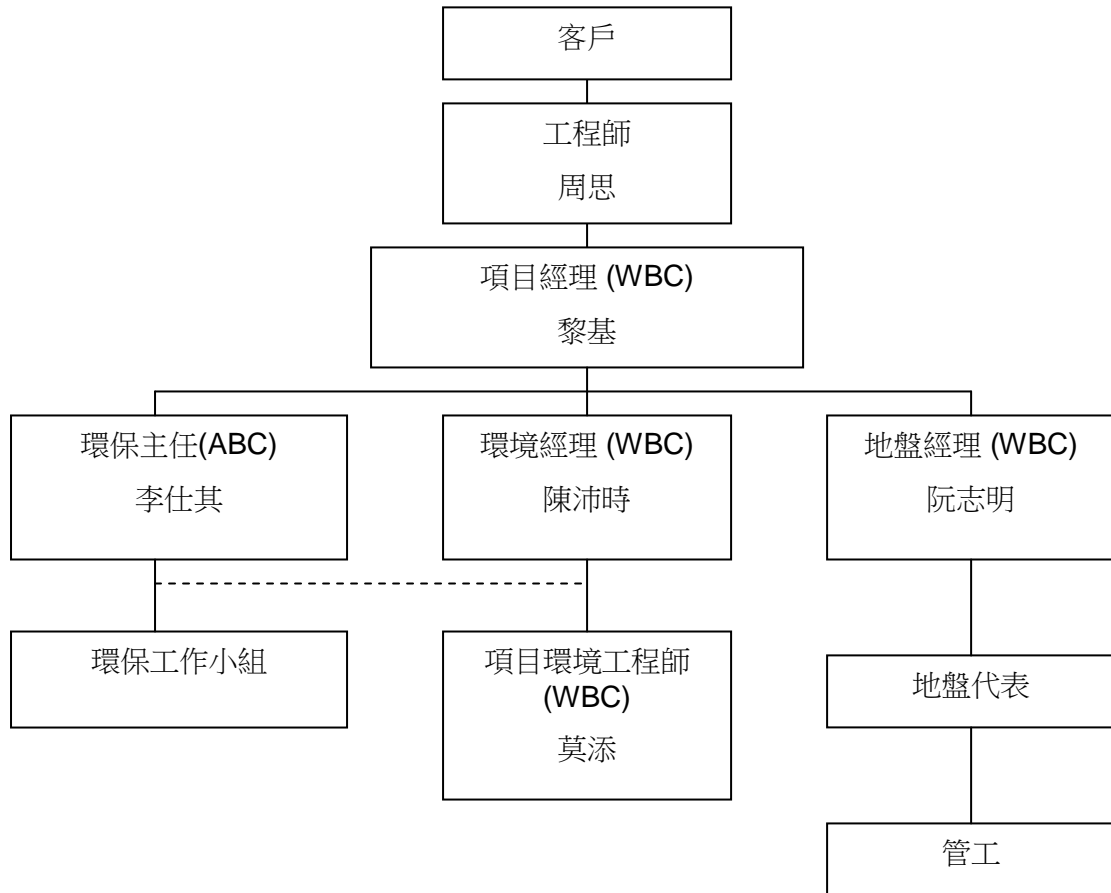 客戶
工程師
周思
項目經理 (WBC)
黎基
環保主任(ABC)
李仕其
環境經理 (WBC)
陳沛時
地盤經理 (WBC)
阮志明
環保工作小組
項目環境工程師
(WBC)
莫添
地盤代表
管工